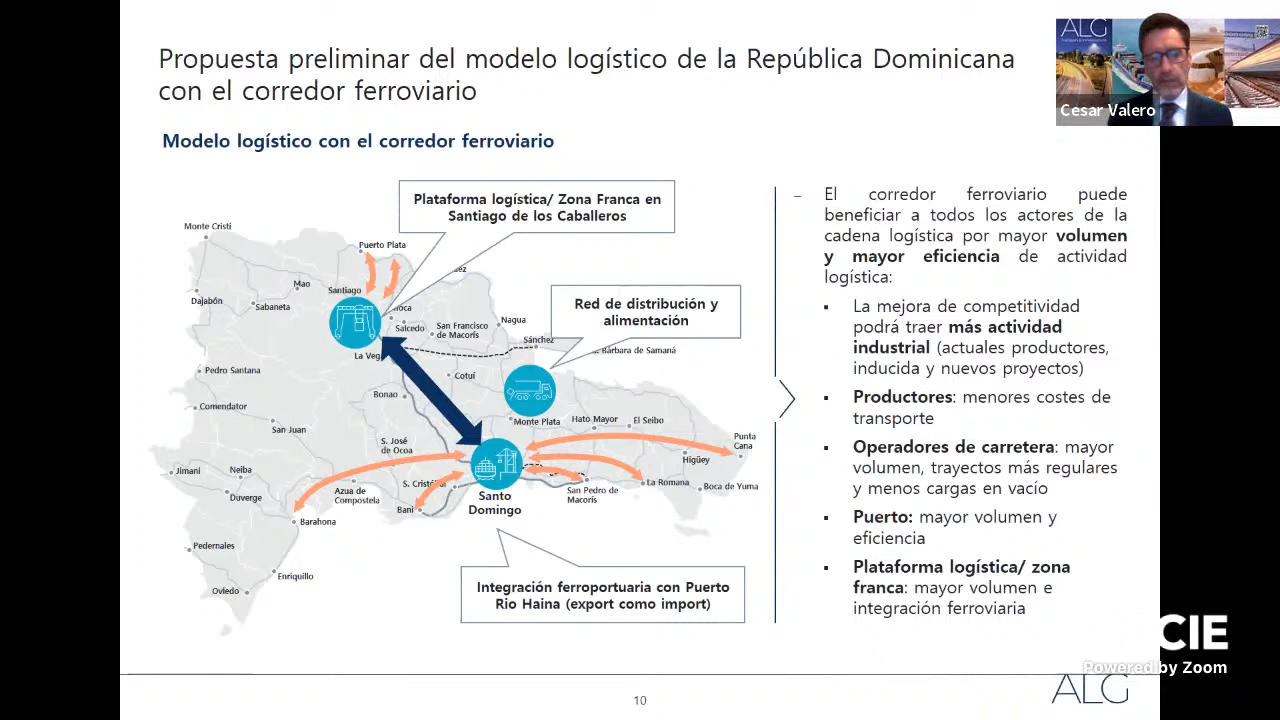 Propuesta preliminar del modelo logístico de la República Dominicana
con el corredor ferroviario
ALG
Cesar Valero
Modelo logístico con el corredor ferroviario
Plataforma logística/ Zona Franca en
Santiago de los Caballeros
Monte Cristi
Puerto Plata
Mao
Santiago
Dajabón
Sabaneta
Salcedo
San Francisco
de Macorís
Nagua
Red de distribución y
alimentación
Sánchez
Bárbara de Samaná
La Vega
Pedro Santana
Cotuí
Bonao
Comendator
San Juan
Monte Plata
Hato Mayor
El Seibo
S. José
de Ocoa
Punta
Cana
Higüey
Jimani
Neiba
Duverge
Azua de
Compostela
Bani
Santo
Domingo
San Pedro de
Macorís
La Romana
Boca de Yuma
Barahona
Pedernales
Enriquillo
Oviedo
Integración ferroportuaria con Puerto
Rio Haina (export como import)
– El corredor ferroviario puede
beneficiar a todos los actores de la
cadena logística por mayor volumen
y mayor eficiencia de actividad
logística:
▪ La mejora de competitividad
podrá traer más actividad
industrial (actuales productores,
inducida y nuevos proyectos)
▪ Productores: menores costes de
transporte
▪ Operadores de carretera: mayor
volumen, trayectos más regulares
y menos cargas en vacío
▪ Puerto: mayor volumen y
eficiencia
▪ Plataforma logística/ zona
franca: mayor volumen e
integración ferroviaria
CIE
Powered by Zoom
10
ALG